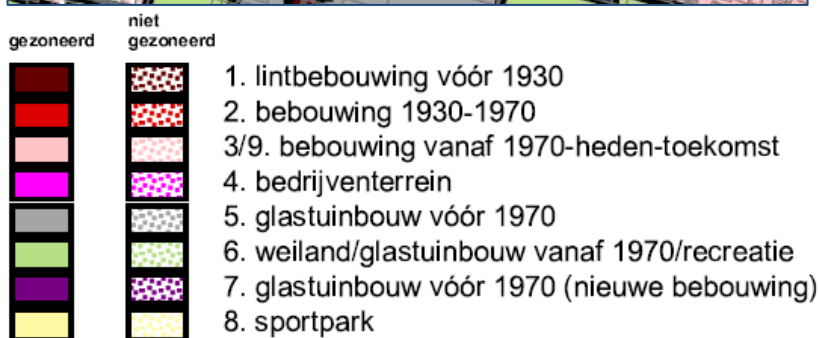 gezoneerd
niet
gezoneerd
1. lintbebouwing vóór 1930
2. bebouwing 1930-1970
3/9. bebouwing vanaf 1970-heden-toekomst
4. bedrijventerrein
5. glastuinbouw vóór 1970
6. weiland/glastuinbouw vanaf 1970/recreatie
7. glastuinbouw vóór 1970 (nieuwe bebouwing)
8. sportpark